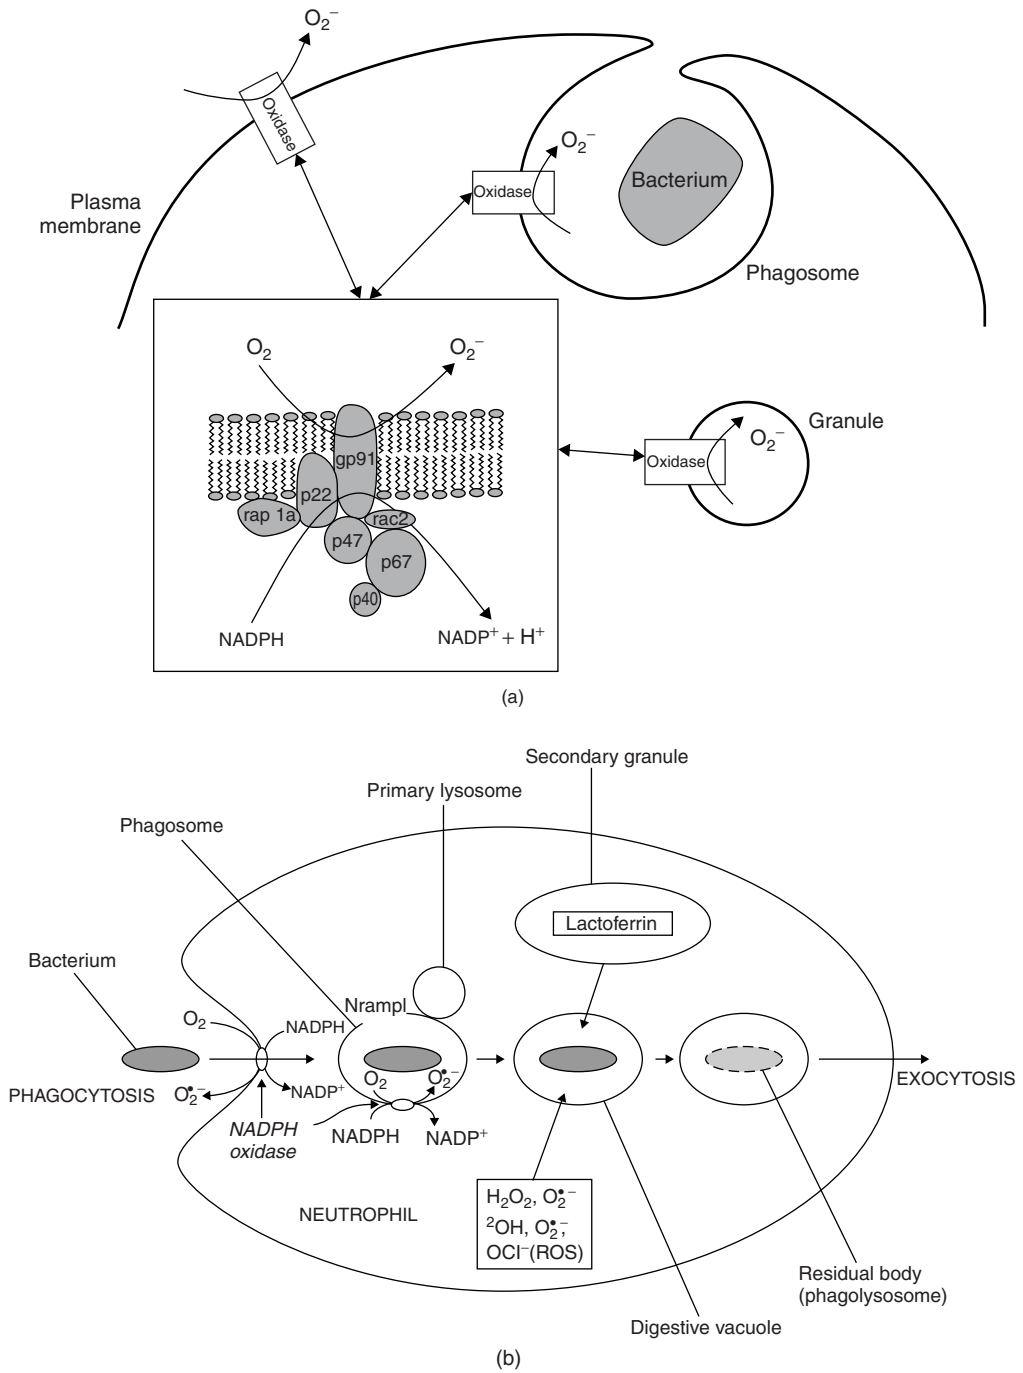 O₂⁻
Oxidase
Plasma
membrane
Oxidase
O₂⁻
Bacterium
Phagosome
O₂
O₂⁻
gp91
p22
rap 1a
rac2
p47
p67
p40
NADPH
NADP⁺ + H⁺
Oxidase
O₂⁻
Granule
(a)
Secondary granule
Primary lysosome
Phagosome
Lactoferrin
Bacterium
Nrampl
O₂
NADPH
O₂•⁻
NADP⁺
PHAGOCYTOSIS
NADPH
oxidase
O₂
O₂•⁻
NADPH
NADP⁺
EXOCYTOSIS
NEUTROPHIL
H₂O₂, O₂•⁻
²OH, O₂•⁻,
OCl⁻(ROS)
Residual body
(phagolysosome)
Digestive vacuole
(b)